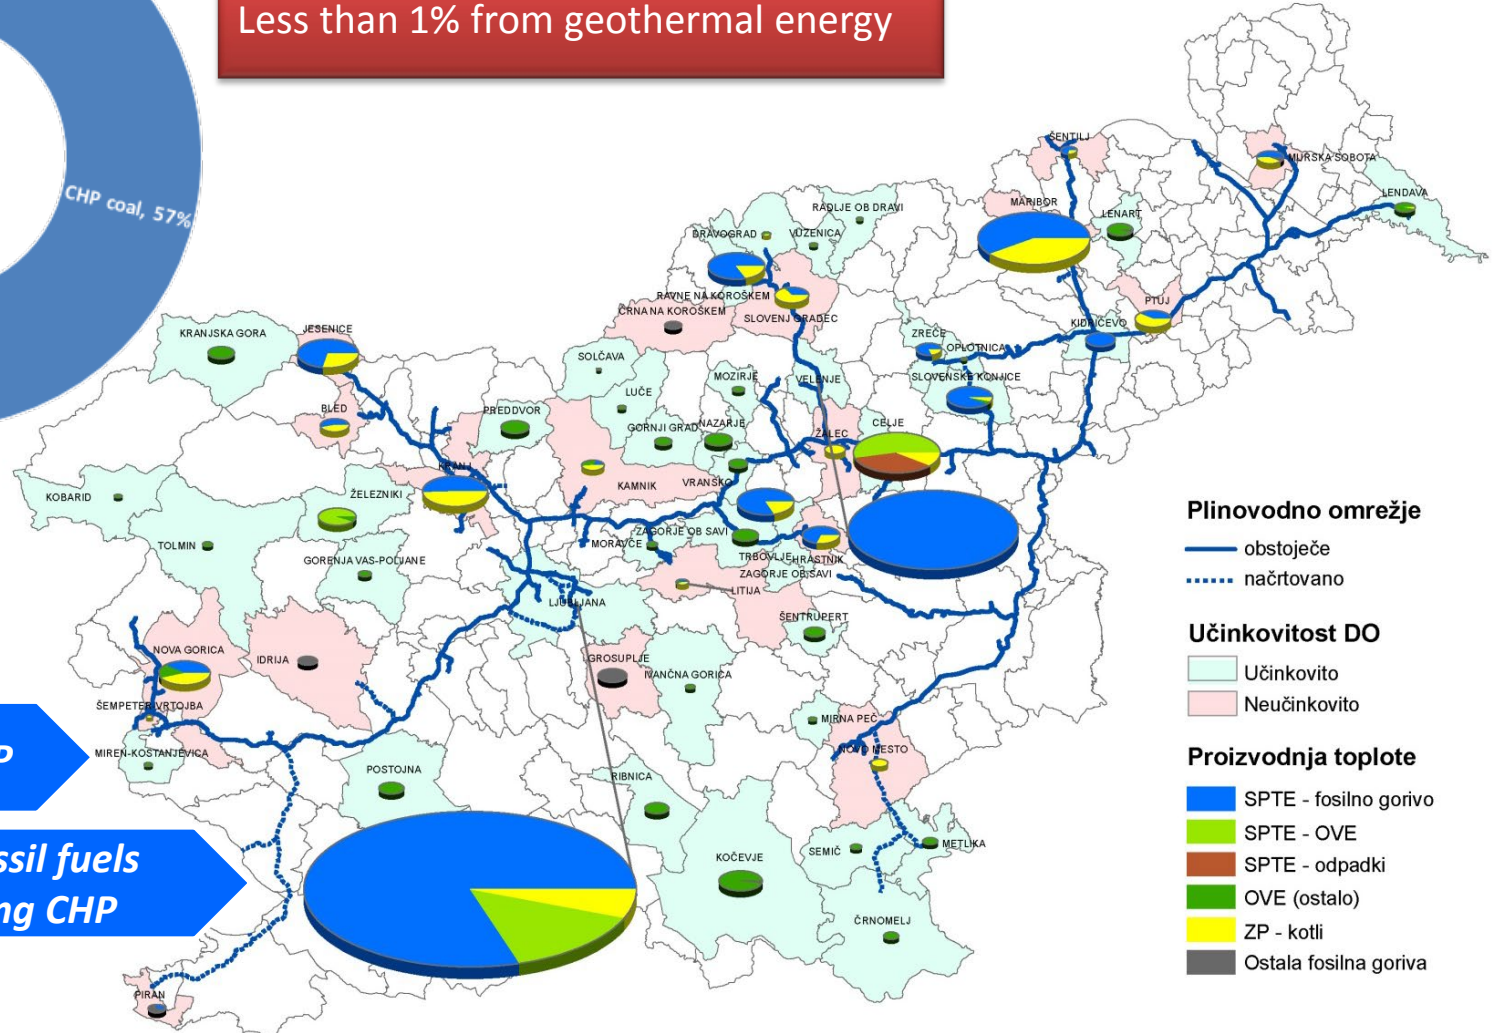 Less than 1% from geothermal energy
CHP coal, 57%
ŠENTILJ
MURSKA SOBOTA
LENDAVA
MARIBOR
LENART
RADLJE OB DRAVI
VUZENICA
DRAVOGRAD
RAVNE NA KOROŠKEM
ČRNA NA KOROŠKEM
SLOVENJ GRADEC
PTUJ
KIDRIČEVO
ZREČE
OPLOTNICA
SLOVENSKE KONJICE
KRANJSKA GORA
JESENICE
SOLČAVA
LUČE
MOZIRJE
VELENJE
BLED
PREDDVOR
GORNJI GRAD
NAZARJE
ŽALEC
CELJE
KRANJ
KAMNIK
VRANSKO
KOBARID
ŽELEZNIKI
TOLMIN
GORENJA VAS-POLJANE
MORAVČE
ZAGORJE OB SAVI
TRBOVLJE
HRASTNIK
ZAGORJE OB SAVI
LITIJA
LJUBLJANA
ŠENTRUPERT
NOVA GORICA
IDRIJA
GROSUPLJE
IVANČNA GORICA
ŠEMPETER-VRTOJBA
MIRNA PEČ
MIREN-KOSTANJEVICA
NOVO MESTO
POSTOJNA
RIBNICA
KOČEVJE
SEMIČ
METLIKA
ČRNOMELJ
PIRAN
P
ssil fuels
ng CHP
Plinovodno omrežje
obstoječe
načrtovano
Učinkovitost DO
Učinkovito
Neučinkovito
Proizvodnja toplote
SPTE - fosilno gorivo
SPTE - OVE
SPTE - odpadki
OVE (ostalo)
ZP - kotli
Ostala fosilna goriva